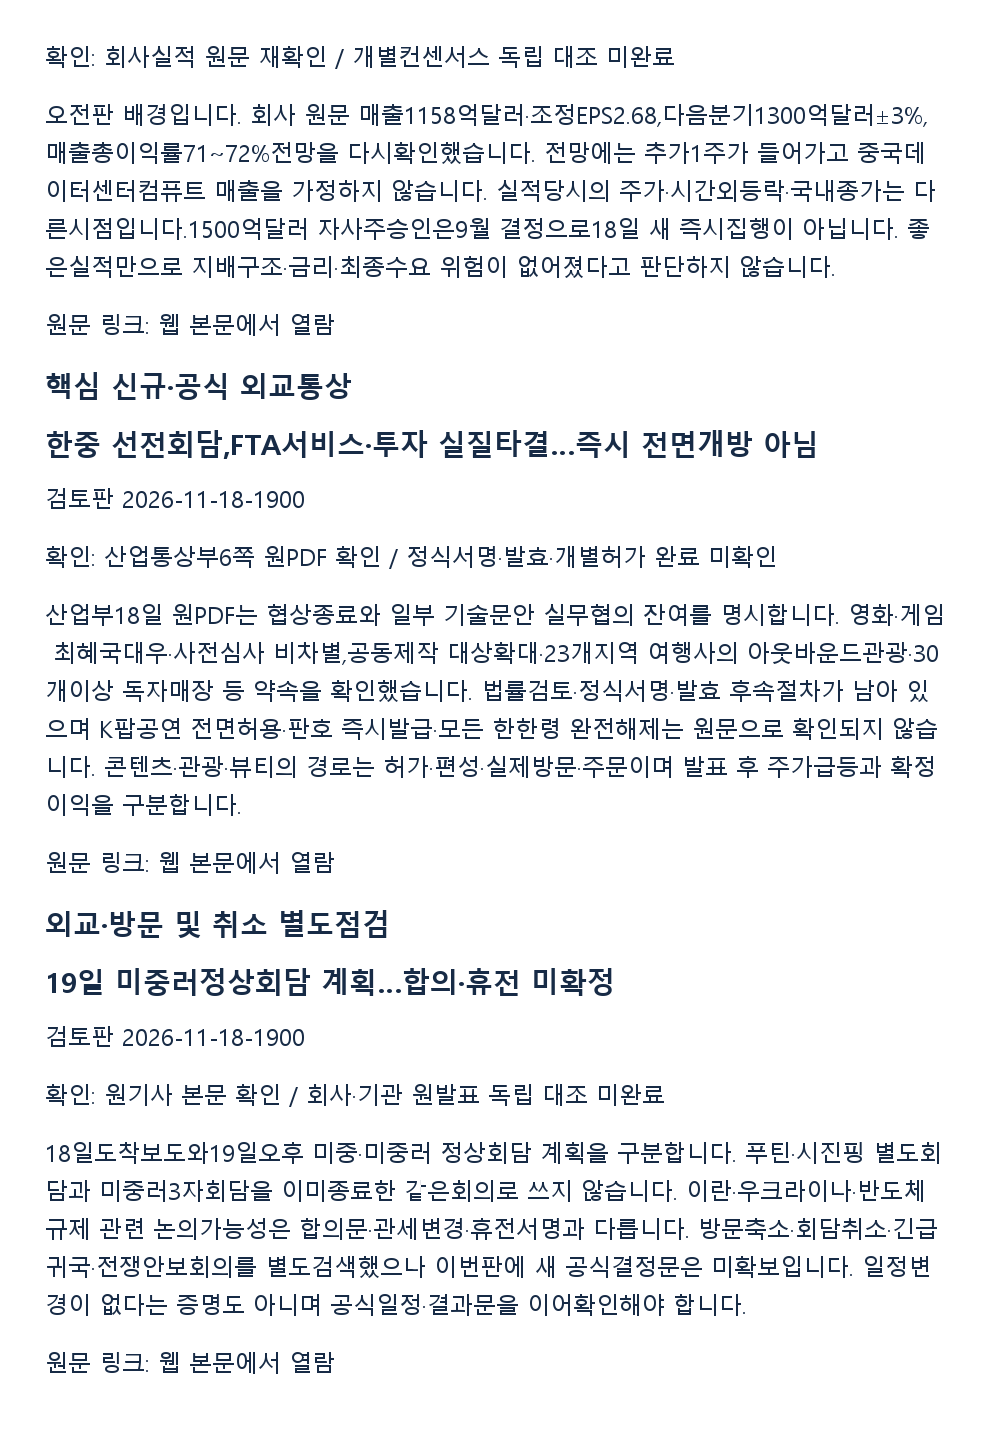 확인: 회사실적 원문 재확인 / 개별컨센서스 독립 대조 미완료
오전판 배경입니다. 회사 원문 매출1158억달러·조정EPS2.68,다음분기1300억달러±3%,
매출총이익률71~72%전망을 다시확인했습니다. 전망에는 추가1주가 들어가고 중국데
이터센터컴퓨트 매출을 가정하지 않습니다. 실적당시의 주가·시간외등락·국내종가는 다
른시점입니다.1500억달러 자사주승인은9월 결정으로18일 새 즉시집행이 아닙니다. 좋
은실적만으로 지배구조·금리·최종수요 위험이 없어졌다고 판단하지 않습니다.
원문 링크: 웹 본문에서 열람
핵심 신규·공식 외교통상
한중 선전회담,FTA서비스·투자 실질타결…즉시 전면개방 아님
검토판 2026-11-18-1900
확인: 산업통상부6쪽 원PDF 확인 / 정식서명·발효·개별허가 완료 미확인
산업부18일 원PDF는 협상종료와 일부 기술문안 실무협의 잔여를 명시합니다. 영화·게임
최혜국대우·사전심사 비차별,공동제작 대상확대·23개지역 여행사의 아웃바운드관광·30
개이상 독자매장 등 약속을 확인했습니다. 법률검토·정식서명·발효 후속절차가 남아 있
으며 K팝공연 전면허용·판호 즉시발급·모든 한한령 완전해제는 원문으로 확인되지 않습
니다. 콘텐츠·관광·뷰티의 경로는 허가·편성·실제방문·주문이며 발표 후 주가급등과 확정
이익을 구분합니다.
원문 링크: 웹 본문에서 열람
외교·방문 및 취소 별도점검
19일 미중러정상회담 계획…합의·휴전 미확정
검토판 2026-11-18-1900
확인: 원기사 본문 확인 / 회사·기관 원발표 독립 대조 미완료
18일도착보도와19일오후 미중·미중러 정상회담 계획을 구분합니다. 푸틴·시진핑 별도회
담과 미중러3자회담을 이미종료한 같은회의로 쓰지 않습니다. 이란·우크라이나·반도체
규제 관련 논의가능성은 합의문·관세변경·휴전서명과 다릅니다. 방문축소·회담취소·긴급
귀국·전쟁안보회의를 별도검색했으나 이번판에 새 공식결정문은 미확보입니다. 일정변
경이 없다는 증명도 아니며 공식일정·결과문을 이어확인해야 합니다.
원문 링크: 웹 본문에서 열람